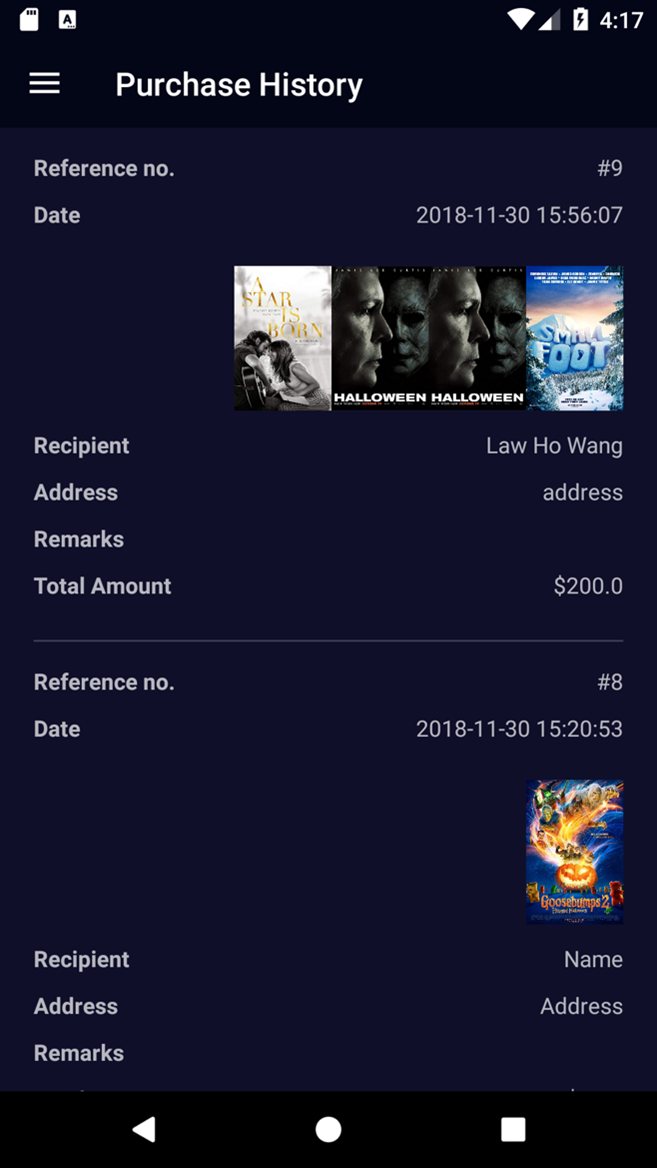 4:17
Purchase History
Reference no. #9
Date 2018-11-30 15:56:07
A
STAR
IS
BORN
HALLOWEEN HALLOWEEN
SMALL
FOOT
Recipient Law Ho Wang
Address address
Remarks
Total Amount $200.0
Reference no. #8
Date 2018-11-30 15:20:53
Goosebumps 2
Recipient Name
Address Address
Remarks